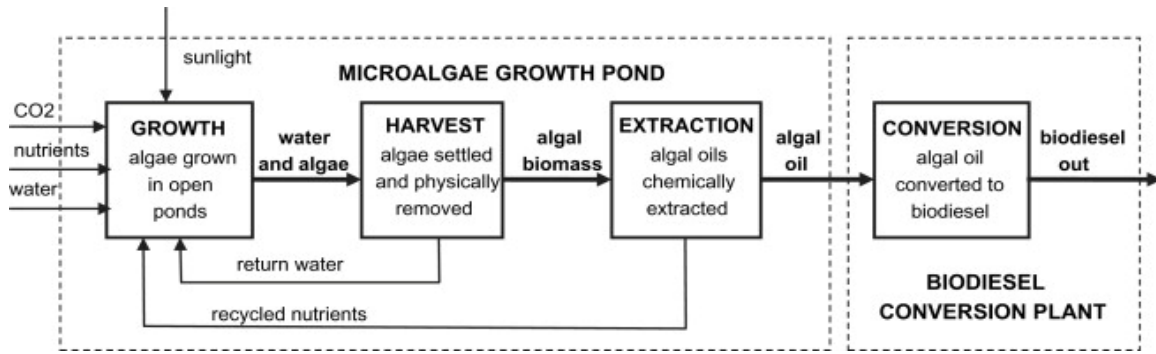 sunlight
MICROALGAE GROWTH POND
CO2
nutrients
water
GROWTH
algae grown
in open
ponds
water
and algae
HARVEST
algae settled
and physically
removed
algal
biomass
EXTRACTION
algal oils
chemically
extracted
algal
oil
CONVERSION
algal oil
converted to
biodiesel
biodiesel
out
return water
recycled nutrients
BIODIESEL
CONVERSION PLANT